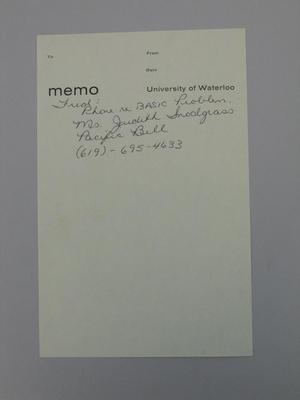 To From
Date
memo University of Waterloo
Fred:
Phone re BASIC Problem.
Ms. Judith Snodgrass
Pacific Bell
(619)-695-4633